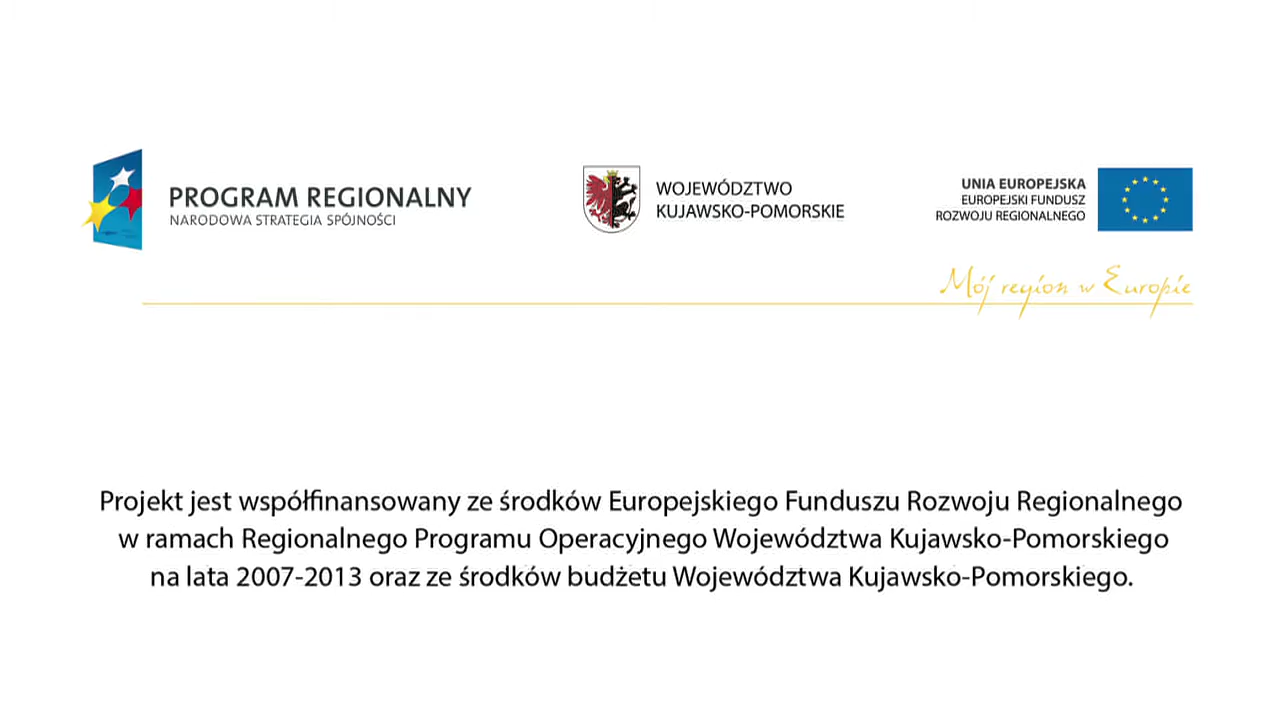 PROGRAM REGIONALNY
NARODOWA STRATEGIA SPÓJNOŚCI
WOJEWÓDZTWO
KUJAWSKO-POMORSKIE
UNIA EUROPEJSKA
EUROPEJSKI FUNDUSZ
ROZWOJU REGIONALNEGO
Mój region w Europie
Projekt jest współfinansowany ze środków Europejskiego Funduszu Rozwoju Regionalnego
w ramach Regionalnego Programu Operacyjnego Województwa Kujawsko-Pomorskiego
na lata 2007-2013 oraz ze środków budżetu Województwa Kujawsko-Pomorskiego.